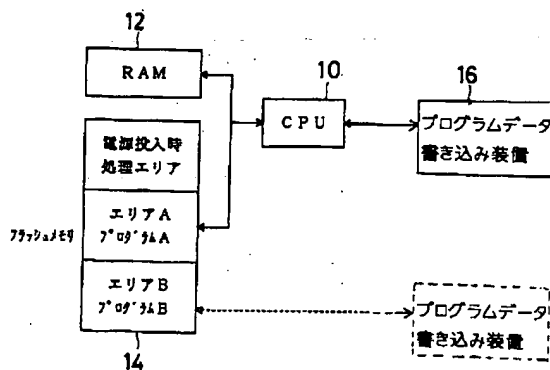 12
RAM
10
CPU
16
プログラムデータ
書き込み装置
電源投入時
処理エリア
フラッシュメモリ
エリアA
プログラムA
エリアB
プログラムB
14
プログラムデータ
書き込み装置